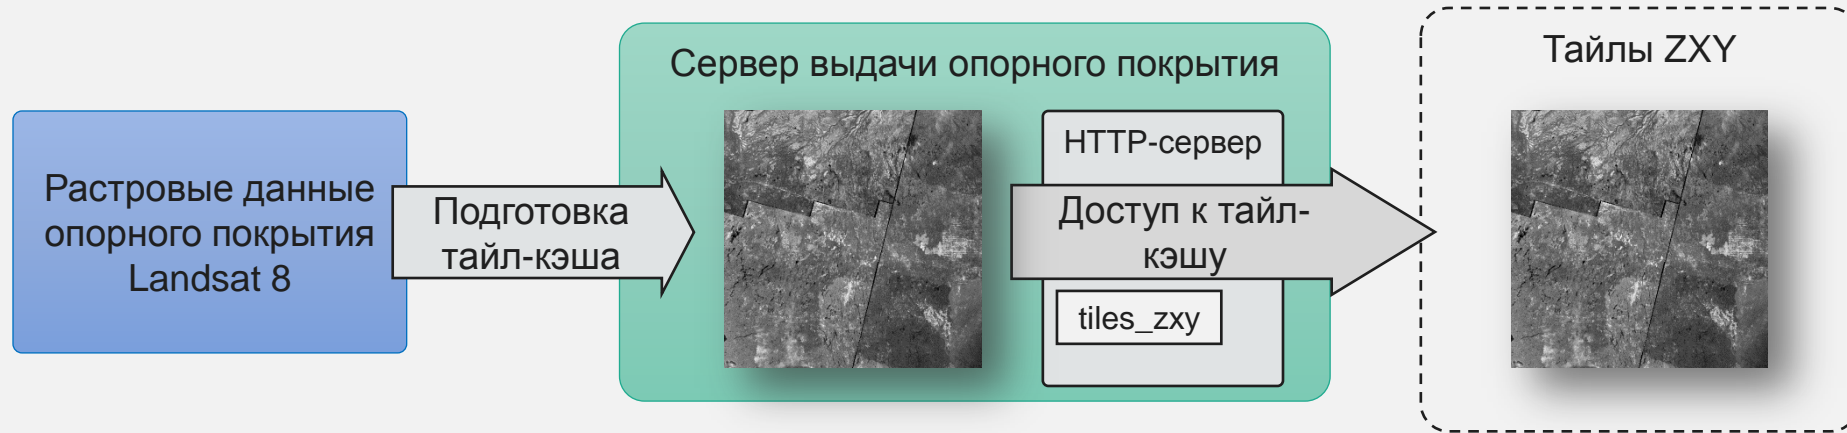 Растровые данные
опорного покрытия
Landsat 8
Подготовка
тайл-кэша
Сервер выдачи опорного покрытия
HTTP-сервер
Доступ к тайл-
кэшу
tiles_zxy
Тайлы ZXY